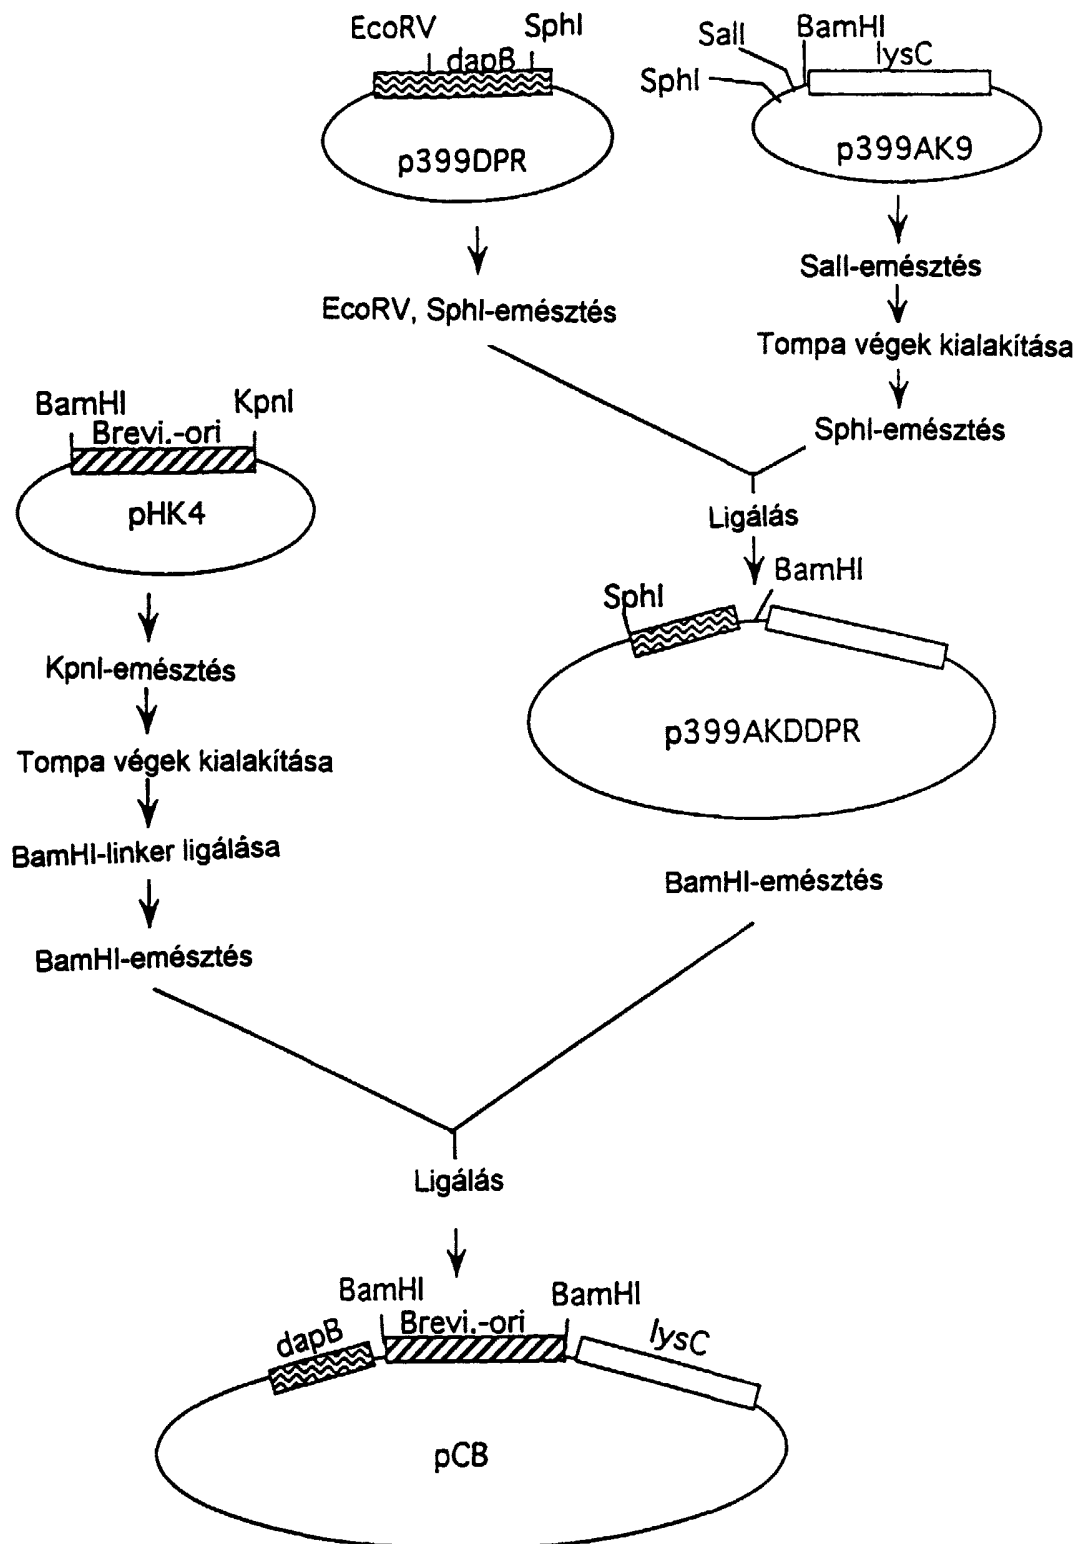 EcoRV SphI
dapB
p399DPR
SalI BamHI
lysC
SphI
p399AK9
EcoRV, SphI-emésztés
SalI-emésztés
Tompa végek kialakítása
SphI-emésztés
Ligálás
BamHI KpnI
Brevi.-ori
pHK4
KpnI-emésztés
Tompa végek kialakítása
BamHI-linker ligálása
BamHI-emésztés
SphI BamHI
p399AKDDPR
BamHI-emésztés
Ligálás
BamHI BamHI
dapB Brevi.-ori lysC
pCB